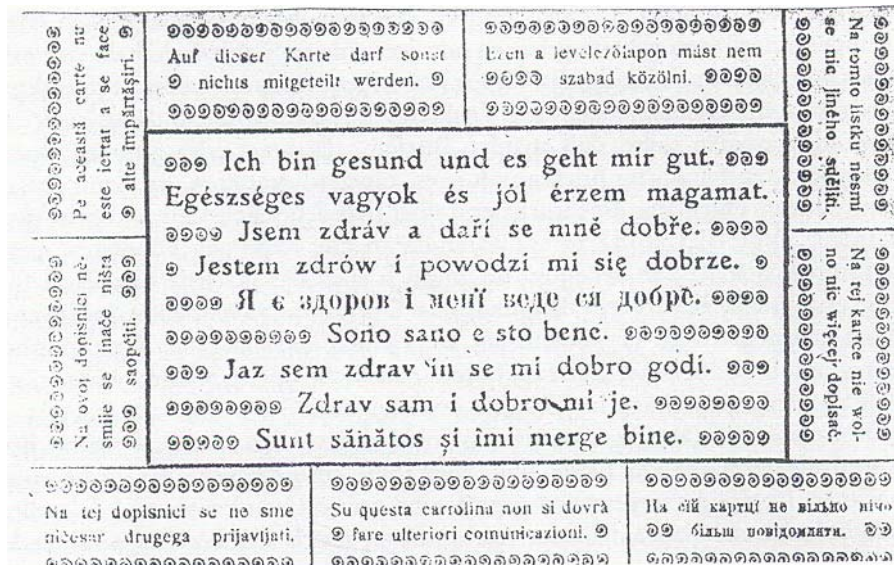 Pe această carte nu
este iertat a se face
alte împărtăşiri.
Auf dieser Karte darf sonst
nichts mitgeteilt werden.
Ezen a levelezőlapon mást nem
szabad közölni.
Na tomto lístku nesmí
se nic jiného sděliti.
Ich bin gesund und es geht mir gut.
Egészséges vagyok és jól érzem magamat.
Jsem zdráv a daří se mně dobře.
Jestem zdrów i powodzi mi się dobrze.
Я є здоров і менї веде ся добре.
Sono sano e sto bene.
Jaz sem zdrav in se mi dobro godi.
Zdrav sam i dobro mi je.
Sunt sănătos şi îmi merge bine.
Na ovoj dopisnici ne-
smije se inače ništa
saopćiti.
Na tej kartce nie wol-
no nic więcej dopisać.
Na tej dopisnici se ne sme
ničesar drugega prijavljati.
Su questa cartolina non si dovrà
fare ulteriori comunicazioni.
На сїй картцї не вільно нічо
більш повідомляти.